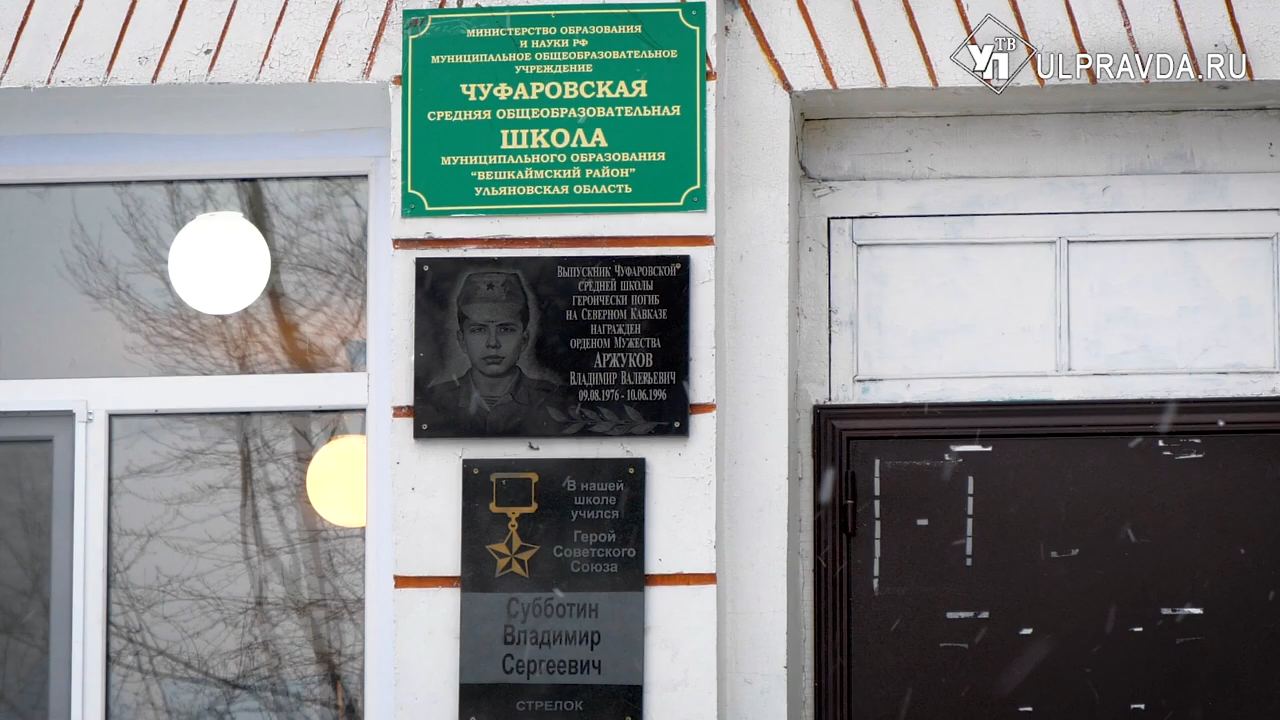 МИНИСТЕРСТВО ОБРАЗОВАНИЯ
И НАУКИ РФ
МУНИЦИПАЛЬНОЕ ОБЩЕОБРАЗОВАТЕЛЬНОЕ
УЧРЕЖДЕНИЕ
ЧУФАРОВСКАЯ
СРЕДНЯЯ ОБЩЕОБРАЗОВАТЕЛЬНАЯ
ШКОЛА
МУНИЦИПАЛЬНОГО ОБРАЗОВАНИЯ
"ВЕШКАЙМСКИЙ РАЙОН"
УЛЬЯНОВСКАЯ ОБЛАСТЬ
УП ТВ ULPRAVDA.RU
ВЫПУСКНИК ЧУФАРОВСКОЙ
СРЕДНЕЙ ШКОЛЫ
ГЕРОИЧЕСКИ ПОГИБ
НА СЕВЕРНОМ КАВКАЗЕ
НАГРАЖДЕН
ОРДЕНОМ МУЖЕСТВА
АРЖУКОВ
ВЛАДИМИР ВАЛЕРЬЕВИЧ
09.08.1976 - 10.06.1996
В нашей
школе
учился
Герой
Советского
Союза
Субботин
Владимир
Сергеевич
СТРЕЛОК